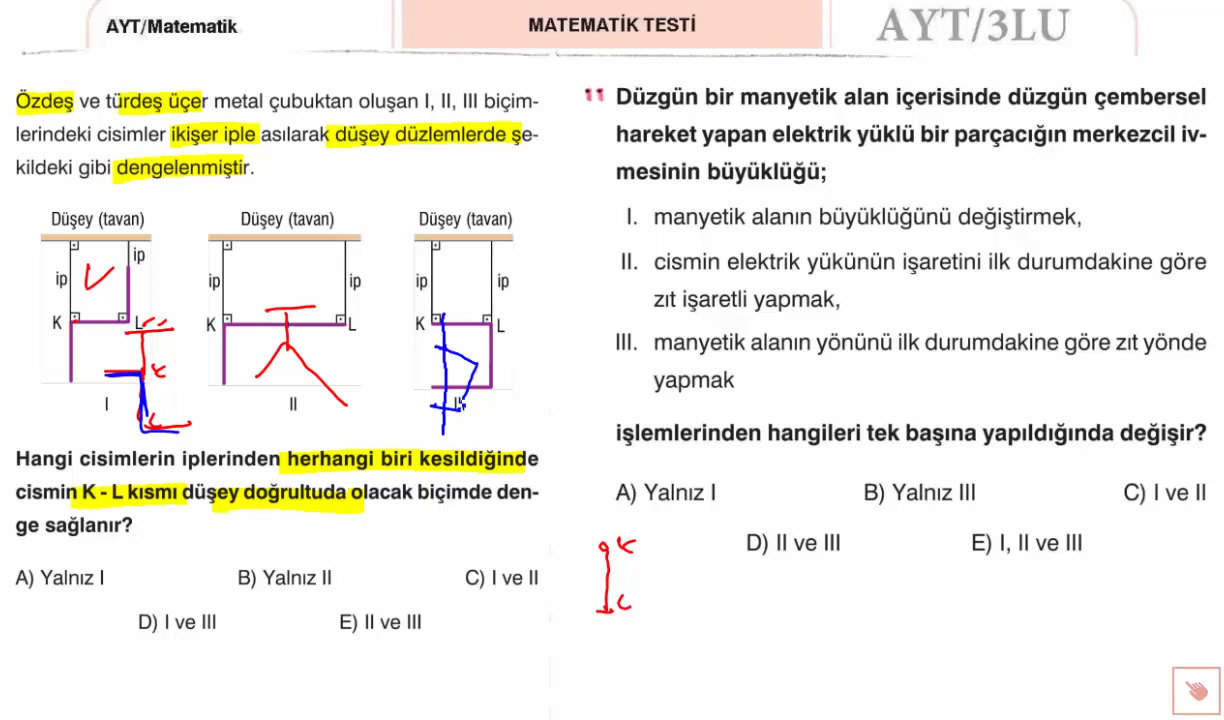 AYT/Matematik
MATEMATİK TESTİ
AYT/3LU
Özdeş ve türdeş üçer metal çubuktan oluşan I, II, III biçim-
lerindeki cisimler ikişer iple asılarak düşey düzlemlerde şe-
kildeki gibi dengelenmiştir.
Düşey (tavan)
Düşey (tavan)
Düşey (tavan)
ip
ip
ip
ip
ip
ip
K
L
K
L
K
L
K
I
II
Hangi cisimlerin iplerinden herhangi biri kesildiğinde
cismin K - L kısmı düşey doğrultuda olacak biçimde den-
ge sağlanır?
A) Yalnız I
B) Yalnız II
C) I ve II
D) I ve III
E) II ve III
" Düzgün bir manyetik alan içerisinde düzgün çembersel
hareket yapan elektrik yüklü bir parçacığın merkezcil iv-
mesinin büyüklüğü;
I. manyetik alanın büyüklüğünü değiştirmek,
II. cismin elektrik yükünün işaretini ilk durumdakine göre
zıt işaretli yapmak,
III. manyetik alanın yönünü ilk durumdakine göre zıt yönde
yapmak
işlemlerinden hangileri tek başına yapıldığında değişir?
A) Yalnız I
B) Yalnız III
C) I ve II
D) II ve III
E) I, II ve III
K
L